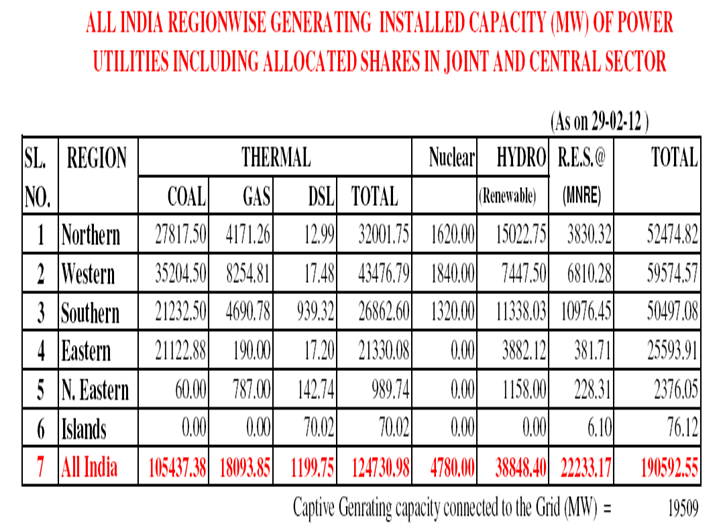 ALL INDIA REGIONWISE GENERATING INSTALLED CAPACITY (MW) OF POWER
UTILITIES INCLUDING ALLOCATED SHARES IN JOINT AND CENTRAL SECTOR
(As on 29-02-12 )
SL. REGION THERMAL Nuclear HYDRO R.E.S.@ TOTAL
NO. COAL GAS DSL TOTAL (Renewable) (MNRE)
1 Northern 27817.50 4171.26 12.99 32001.75 1620.00 15022.75 3830.32 52474.82
2 Western 35204.50 8254.81 17.48 43476.79 1840.00 7447.50 6810.28 59574.57
3 Southern 21232.50 4690.78 939.32 26862.60 1320.00 11338.03 10976.45 50497.08
4 Eastern 21122.88 190.00 17.20 21330.08 0.00 3882.12 381.71 25593.91
5 N. Eastern 60.00 787.00 142.74 989.74 0.00 1158.00 228.31 2376.05
6 Islands 0.00 0.00 70.02 70.02 0.00 0.00 6.10 76.12
7 All India 105437.38 18093.85 1199.75 124730.98 4780.00 38848.40 22233.17 190592.55
Captive Genrating capacity connected to the Grid (MW) = 19509